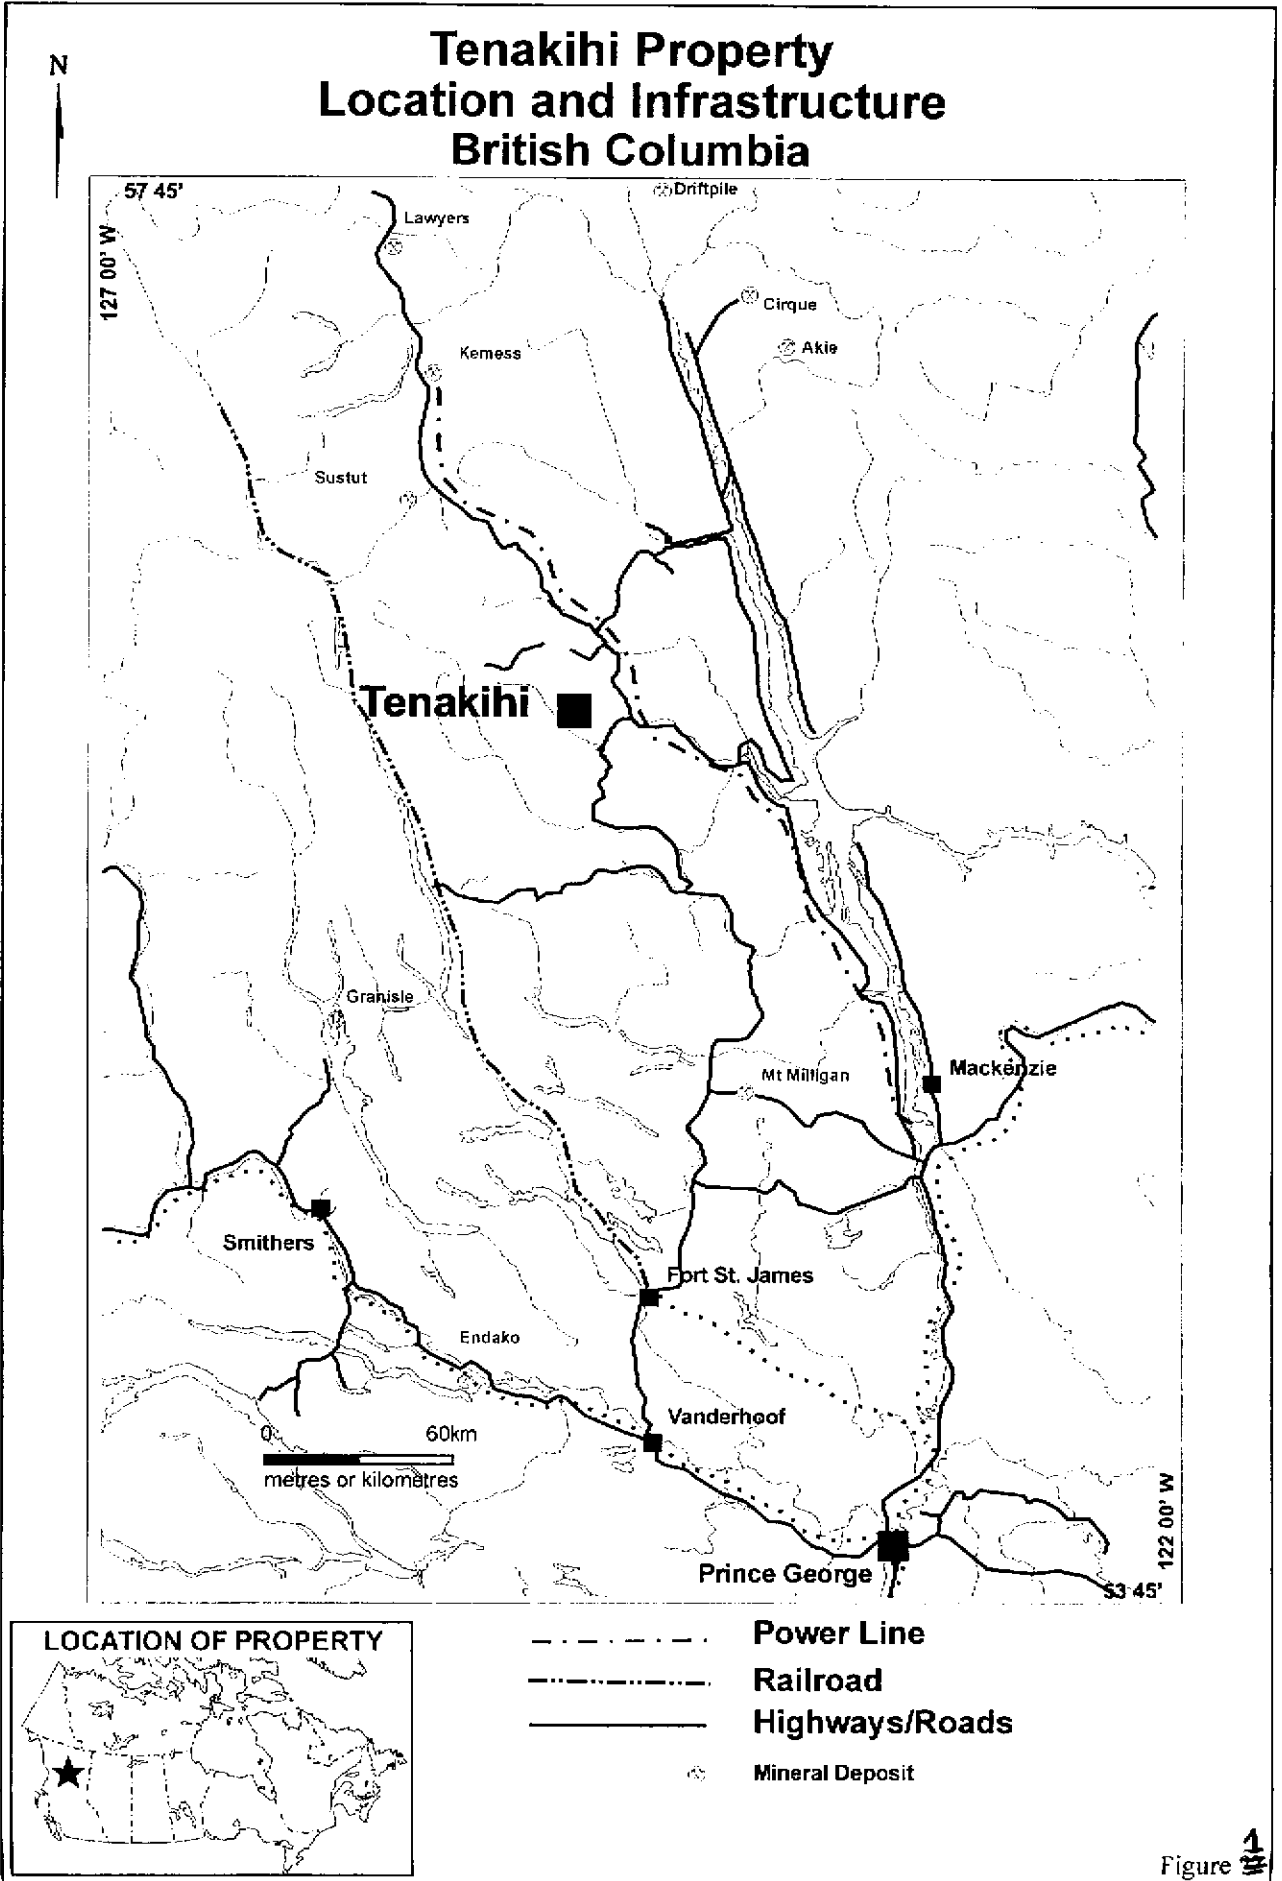 Tenakihi Property
Location and Infrastructure
British Columbia
N
57 45'
127 00' W
Driftpile
Lawyers
Cirque
Akie
Kemess
Sustut
Tenakihi
Granisle
Mt Milligan
Mackenzie
Smithers
Fort St. James
Endako
Vanderhoof
0 60km
metres or kilometres
Prince George
122 00' W
53 45'
LOCATION OF PROPERTY
Power Line
Railroad
Highways/Roads
Mineral Deposit
Figure 1